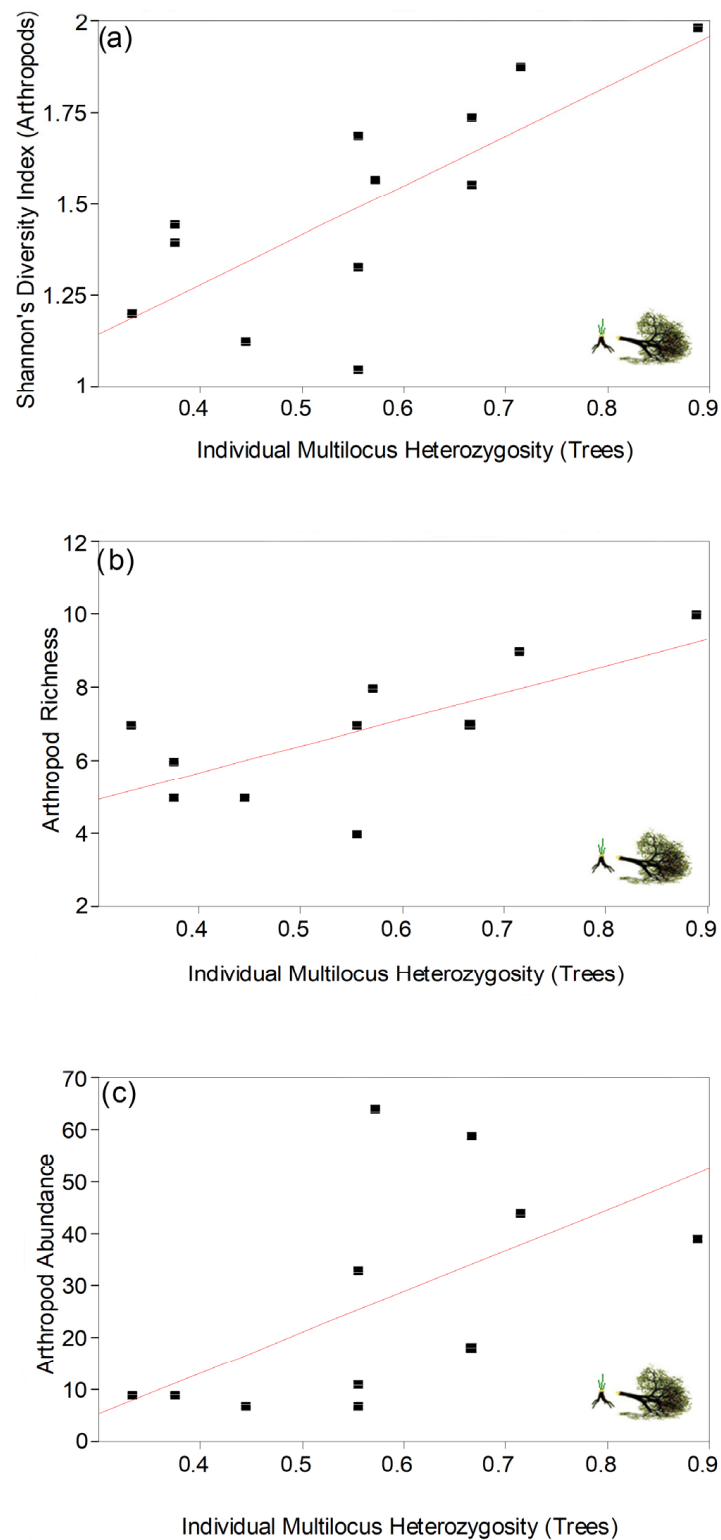 (a)
Shannon's Diversity Index (Arthropods)
2
1.75
1.5
1.25
1
0.4 0.5 0.6 0.7 0.8 0.9
Individual Multilocus Heterozygosity (Trees)
(b)
Arthropod Richness
12
10
8
6
4
2
0.4 0.5 0.6 0.7 0.8 0.9
Individual Multilocus Heterozygosity (Trees)
(c)
Arthropod Abundance
70
60
50
40
30
20
10
0
0.4 0.5 0.6 0.7 0.8 0.9
Individual Multilocus Heterozygosity (Trees)